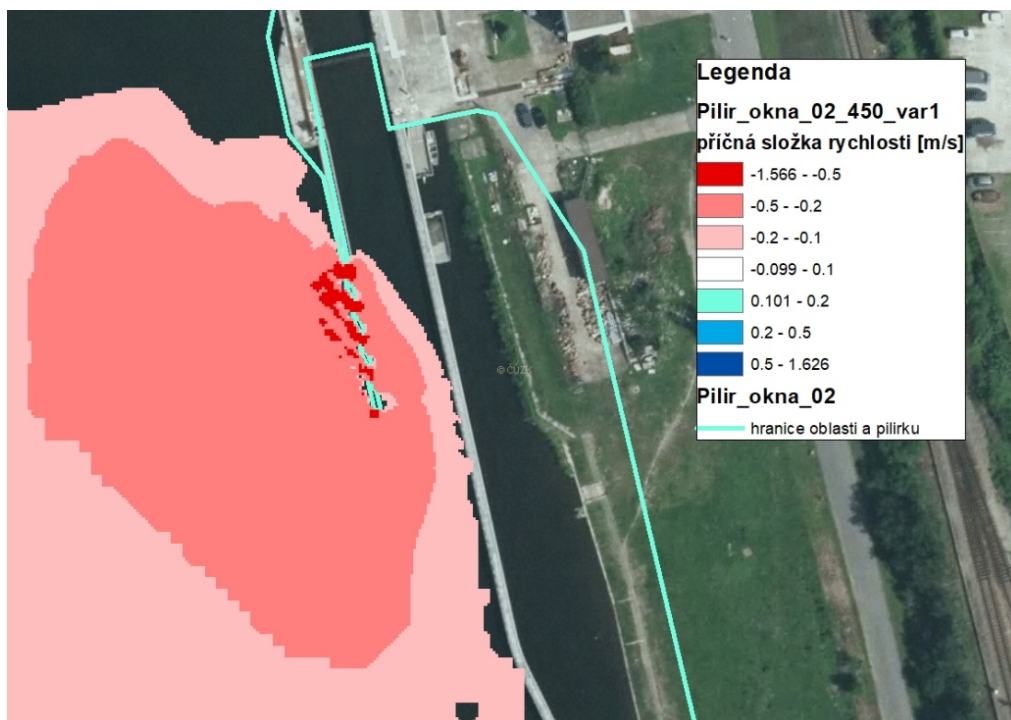 Legenda
Pilir_okna_02_450_var1
příčná složka rychlosti [m/s]
-1.566 - -0.5
-0.5 - -0.2
-0.2 - -0.1
-0.099 - 0.1
0.101 - 0.2
0.2 - 0.5
0.5 - 1.626
Pilir_okna_02
hranice oblasti a pilirku
© ČÚZK